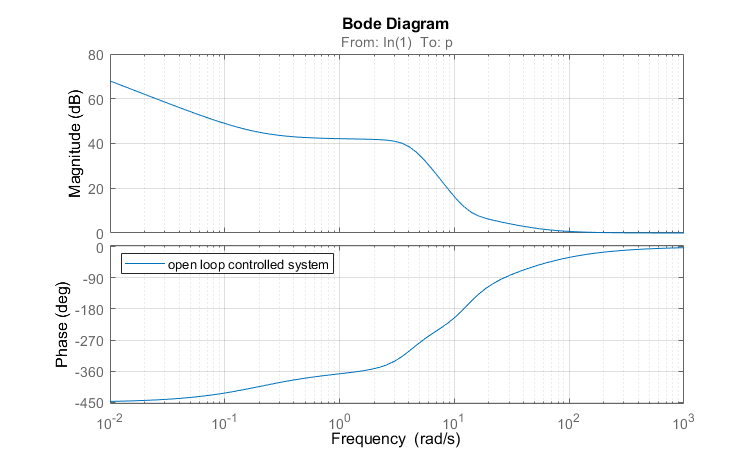 Bode Diagram
From: In(1) To: p
Magnitude (dB)
80
60
40
20
0
Phase (deg)
0
-90
-180
-270
-360
-450
open loop controlled system
10^-2
10^-1
10^0
10^1
10^2
10^3
Frequency (rad/s)